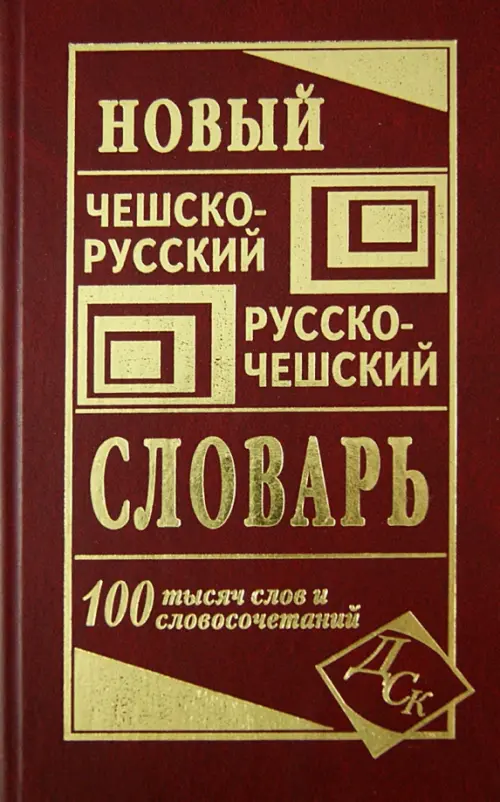 НОВЫЙ
ЧЕШСКО-
РУССКИЙ
РУССКО-
ЧЕШСКИЙ
СЛОВАРЬ
100 тысяч слов и
словосочетаний
ДСК